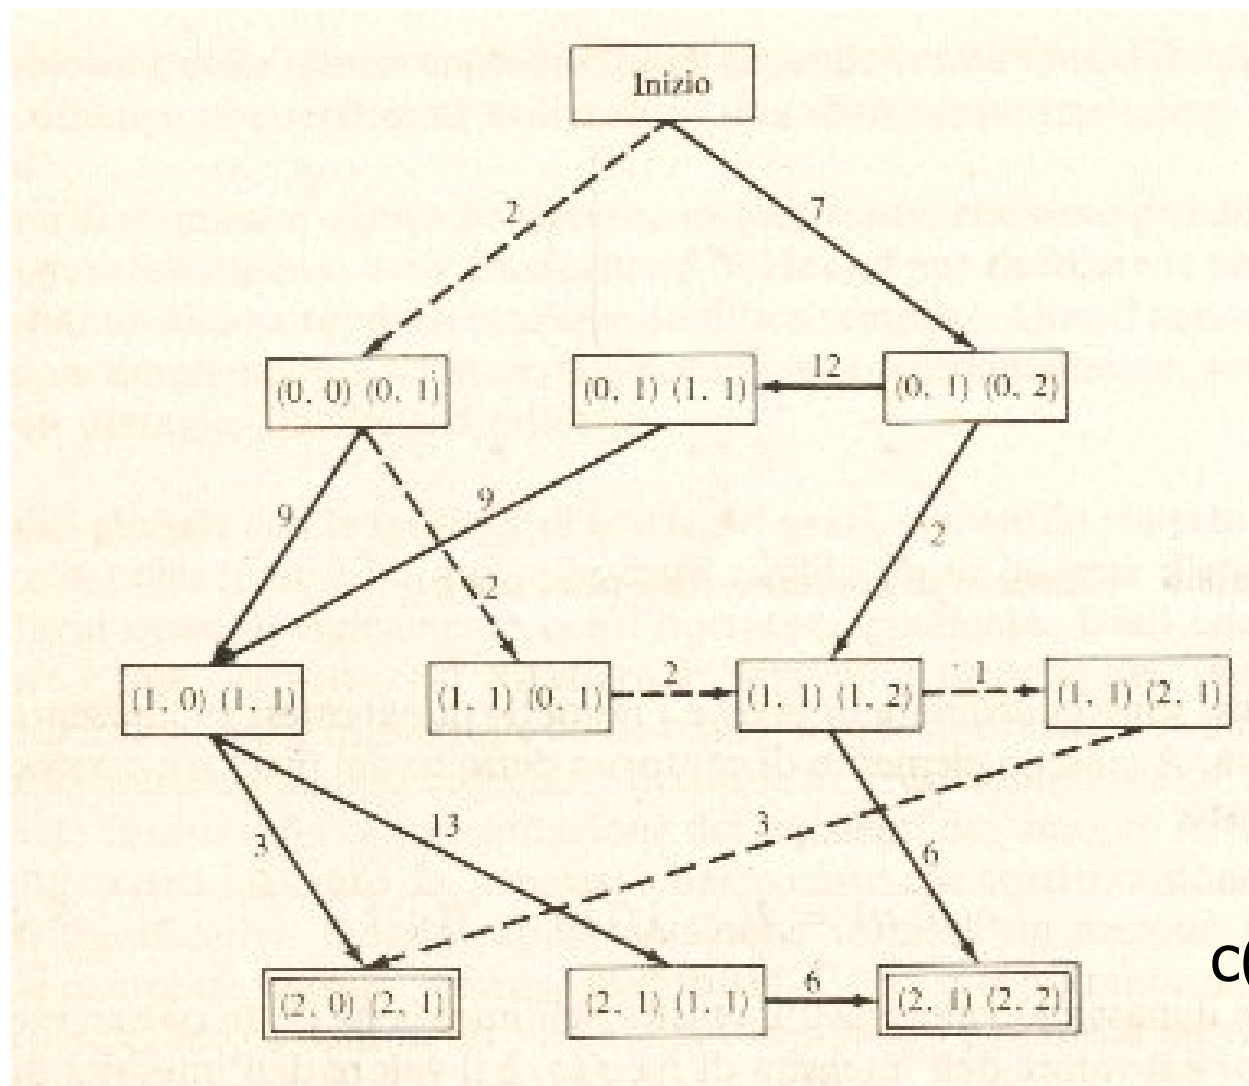 Inizio
2
7
(0, 0) (0, 1)
(0, 1) (1, 1)
12
(0, 1) (0, 2)
9
9
2
2
(1, 0) (1, 1)
(1, 1) (0, 1)
2
(1, 1) (1, 2)
1
(1, 1) (2, 1)
3
13
3
6
c(
(2, 0) (2, 1)
(2, 1) (1, 1)
6
(2, 1) (2, 2)